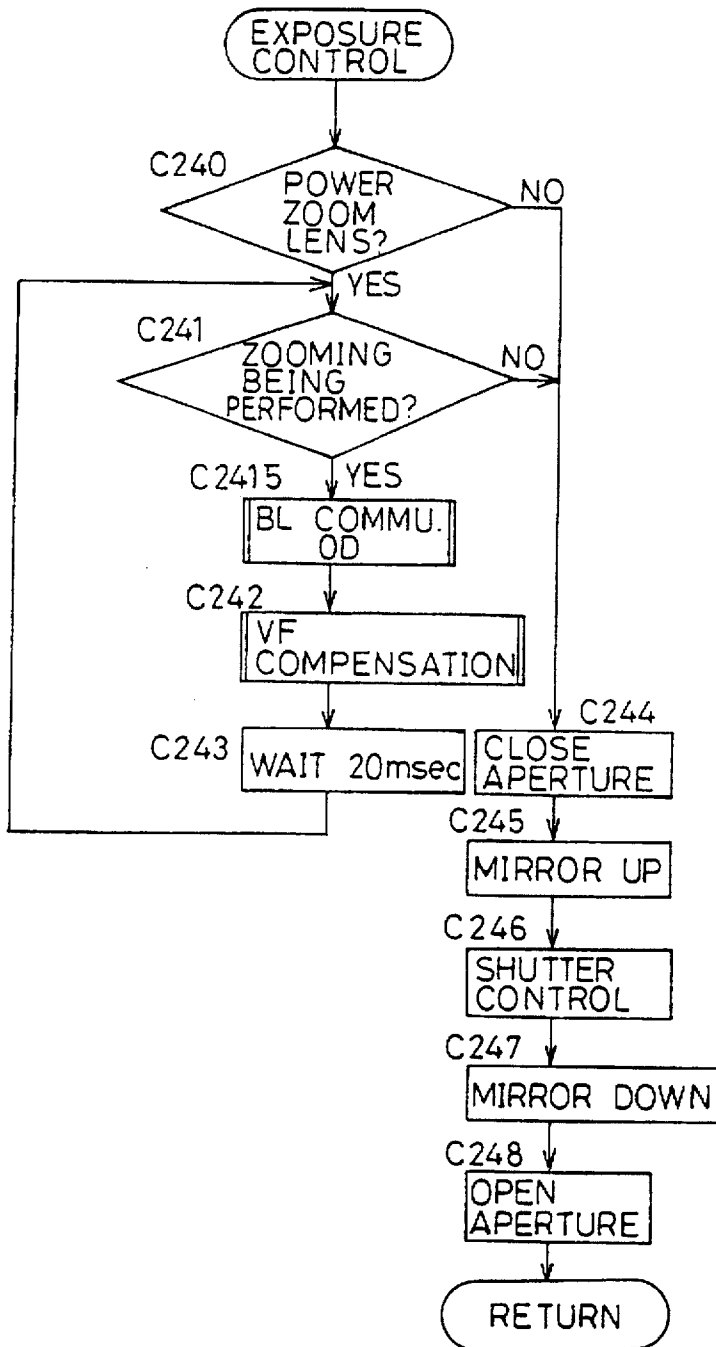 EXPOSURE
CONTROL
C240
POWER
ZOOM
LENS?
NO
YES
C241
ZOOMING
BEING
PERFORMED?
NO
YES
C2415
BL COMMU.
OD
C242
VF
COMPENSATION
C243
WAIT 20msec
C244
CLOSE
APERTURE
C245
MIRROR UP
C246
SHUTTER
CONTROL
C247
MIRROR DOWN
C248
OPEN
APERTURE
RETURN